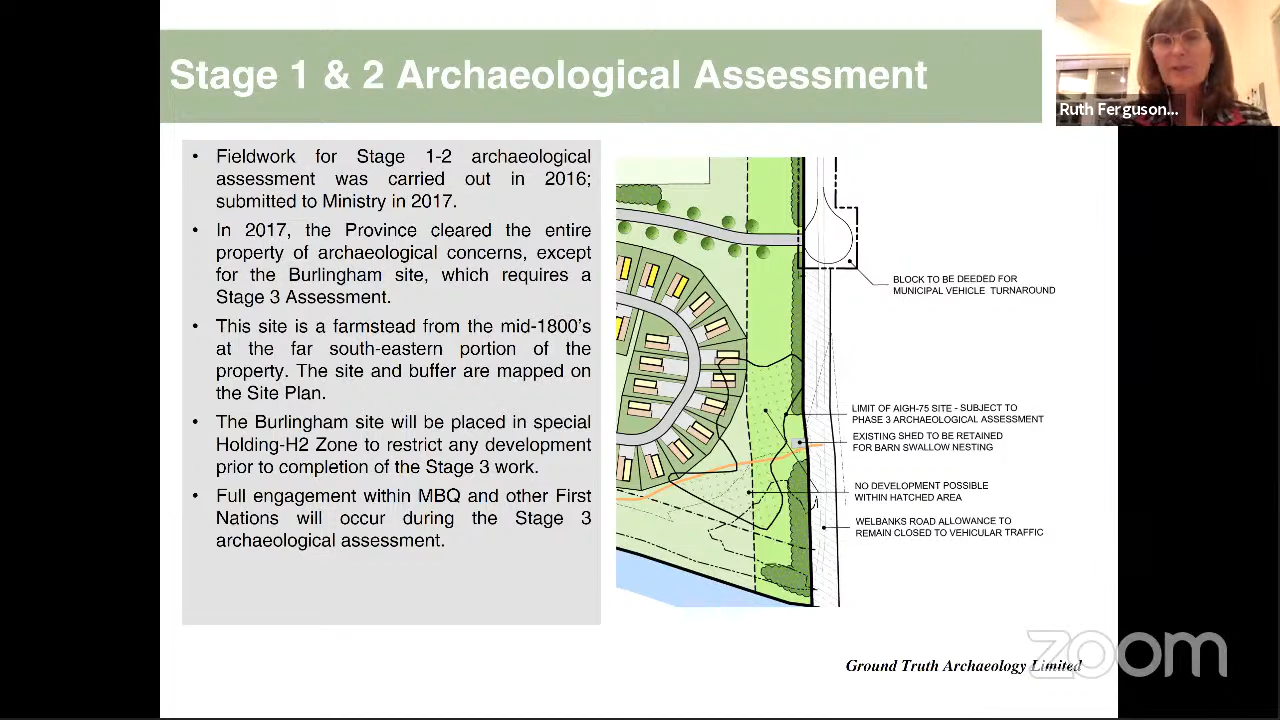 Stage 1 & 2 Archaeological Assessment
Ruth Ferguson...
• Fieldwork for Stage 1-2 archaeological
assessment was carried out in 2016;
submitted to Ministry in 2017.
• In 2017, the Province cleared the entire
property of archaeological concerns, except
for the Burlingham site, which requires a
Stage 3 Assessment.
• This site is a farmstead from the mid-1800's
at the far south-eastern portion of the
property. The site and buffer are mapped on
the Site Plan.
• The Burlingham site will be placed in special
Holding-H2 Zone to restrict any development
prior to completion of the Stage 3 work.
• Full engagement within MBQ and other First
Nations will occur during the Stage 3
archaeological assessment.
BLOCK TO BE DEEDED FOR
MUNICIPAL VEHICLE TURNAROUND
LIMIT OF AIGH-75 SITE - SUBJECT TO
PHASE 3 ARCHAEOLOGICAL ASSESSMENT
EXISTING SHED TO BE RETAINED
FOR BARN SWALLOW NESTING
NO DEVELOPMENT POSSIBLE
WITHIN HATCHED AREA
WELBANKS ROAD ALLOWANCE TO
REMAIN CLOSED TO VEHICULAR TRAFFIC
Ground Truth Archaeology Limited
zoom